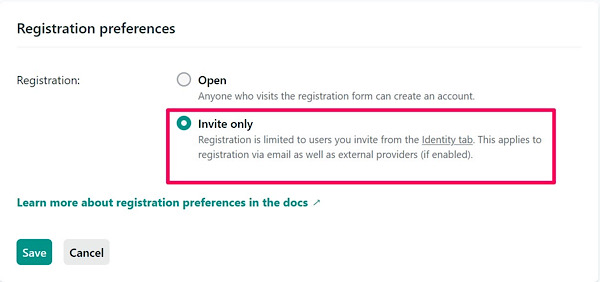 Registration preferences
Registration:
Open
Anyone who visits the registration form can create an account.
Invite only
Registration is limited to users you invite from the Identity tab. This applies to
registration via email as well as external providers (if enabled).
Learn more about registration preferences in the docs ↗
Save
Cancel